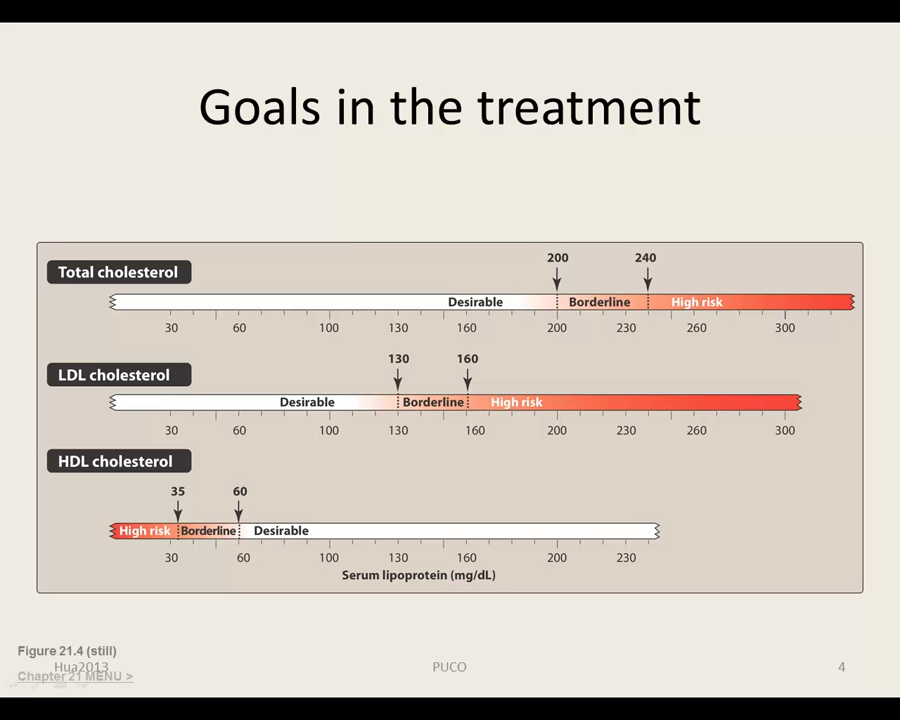 Goals in the treatment
Total cholesterol
200 240
Desirable Borderline High risk
30 60 100 130 160 200 230 260 300
LDL cholesterol
130 160
Desirable Borderline High risk
30 60 100 130 160 200 230 260 300
HDL cholesterol
35 60
High risk Borderline Desirable
30 60 100 130 160 200 230
Serum lipoprotein (mg/dL)
Figure 21.4 (still)
Hua2013 PUCO 4
Chapter 21 MENU >